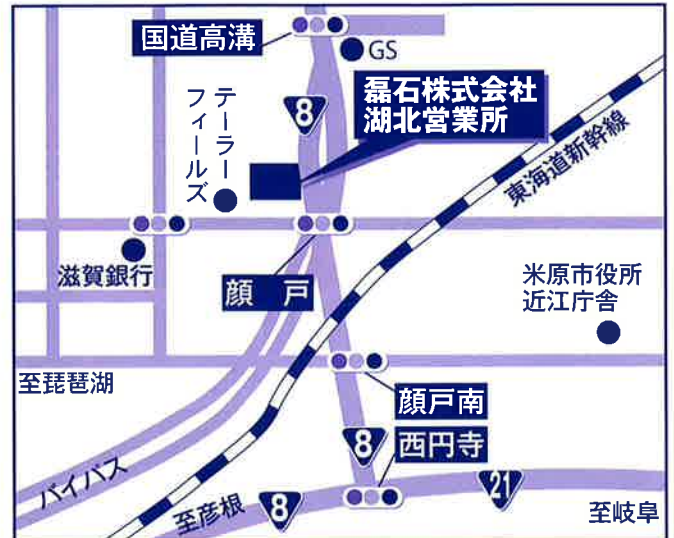 国道高溝
GS
8
磊石株式会社
湖北営業所
テーラー
フィールズ
東海道新幹線
滋賀銀行
顔　戸
米原市役所
近江庁舎
至琵琶湖
顔戸南
8
西円寺
バイパス
至彦根
8
21
至岐阜